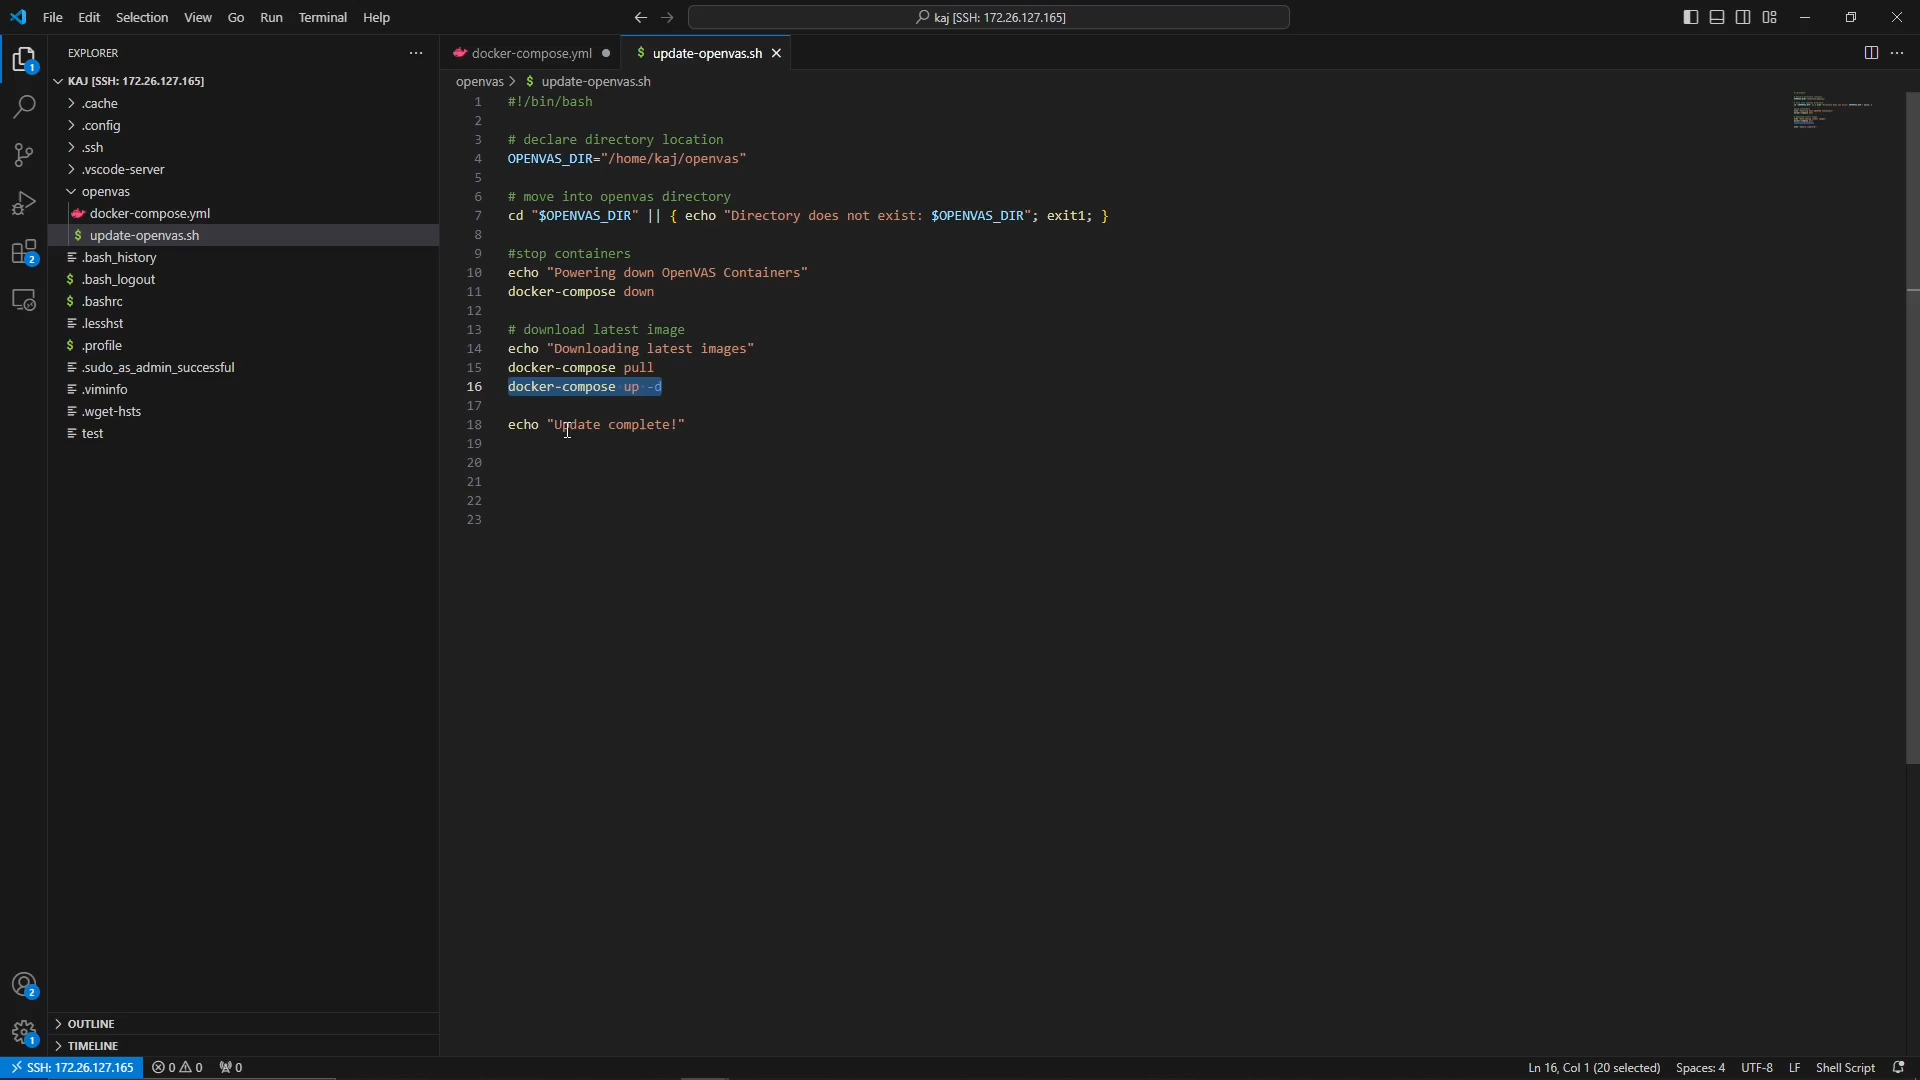 File Edit Selection View Go Run Terminal Help
kaj [SSH: 172.26.127.165]
EXPLORER
KAJ [SSH: 172.26.127.165]
.cache
.config
.ssh
.vscode-server
openvas
docker-compose.yml
update-openvas.sh
.bash_history
.bash_logout
.bashrc
.lesshst
.profile
.sudo_as_admin_successful
.viminfo
.wget-hsts
test
OUTLINE
TIMELINE
1
2
2
1
docker-compose.yml
$ update-openvas.sh
openvas > $ update-openvas.sh
1 #!/bin/bash
2
3 # declare directory location
4 OPENVAS_DIR="/home/kaj/openvas"
5
6 # move into openvas directory
7 cd "$OPENVAS_DIR" || { echo "Directory does not exist: $OPENVAS_DIR"; exit1; }
8
9 #stop containers
10 echo "Powering down OpenVAS Containers"
11 docker-compose down
12
13 # download latest image
14 echo "Downloading latest images"
15 docker-compose pull
16 docker-compose up -d
17
18 echo "Update complete!"
19
20
21
22
23
SSH: 172.26.127.165 0 0 0
Ln 16, Col 1 (20 selected) Spaces: 4 UTF-8 LF Shell Script